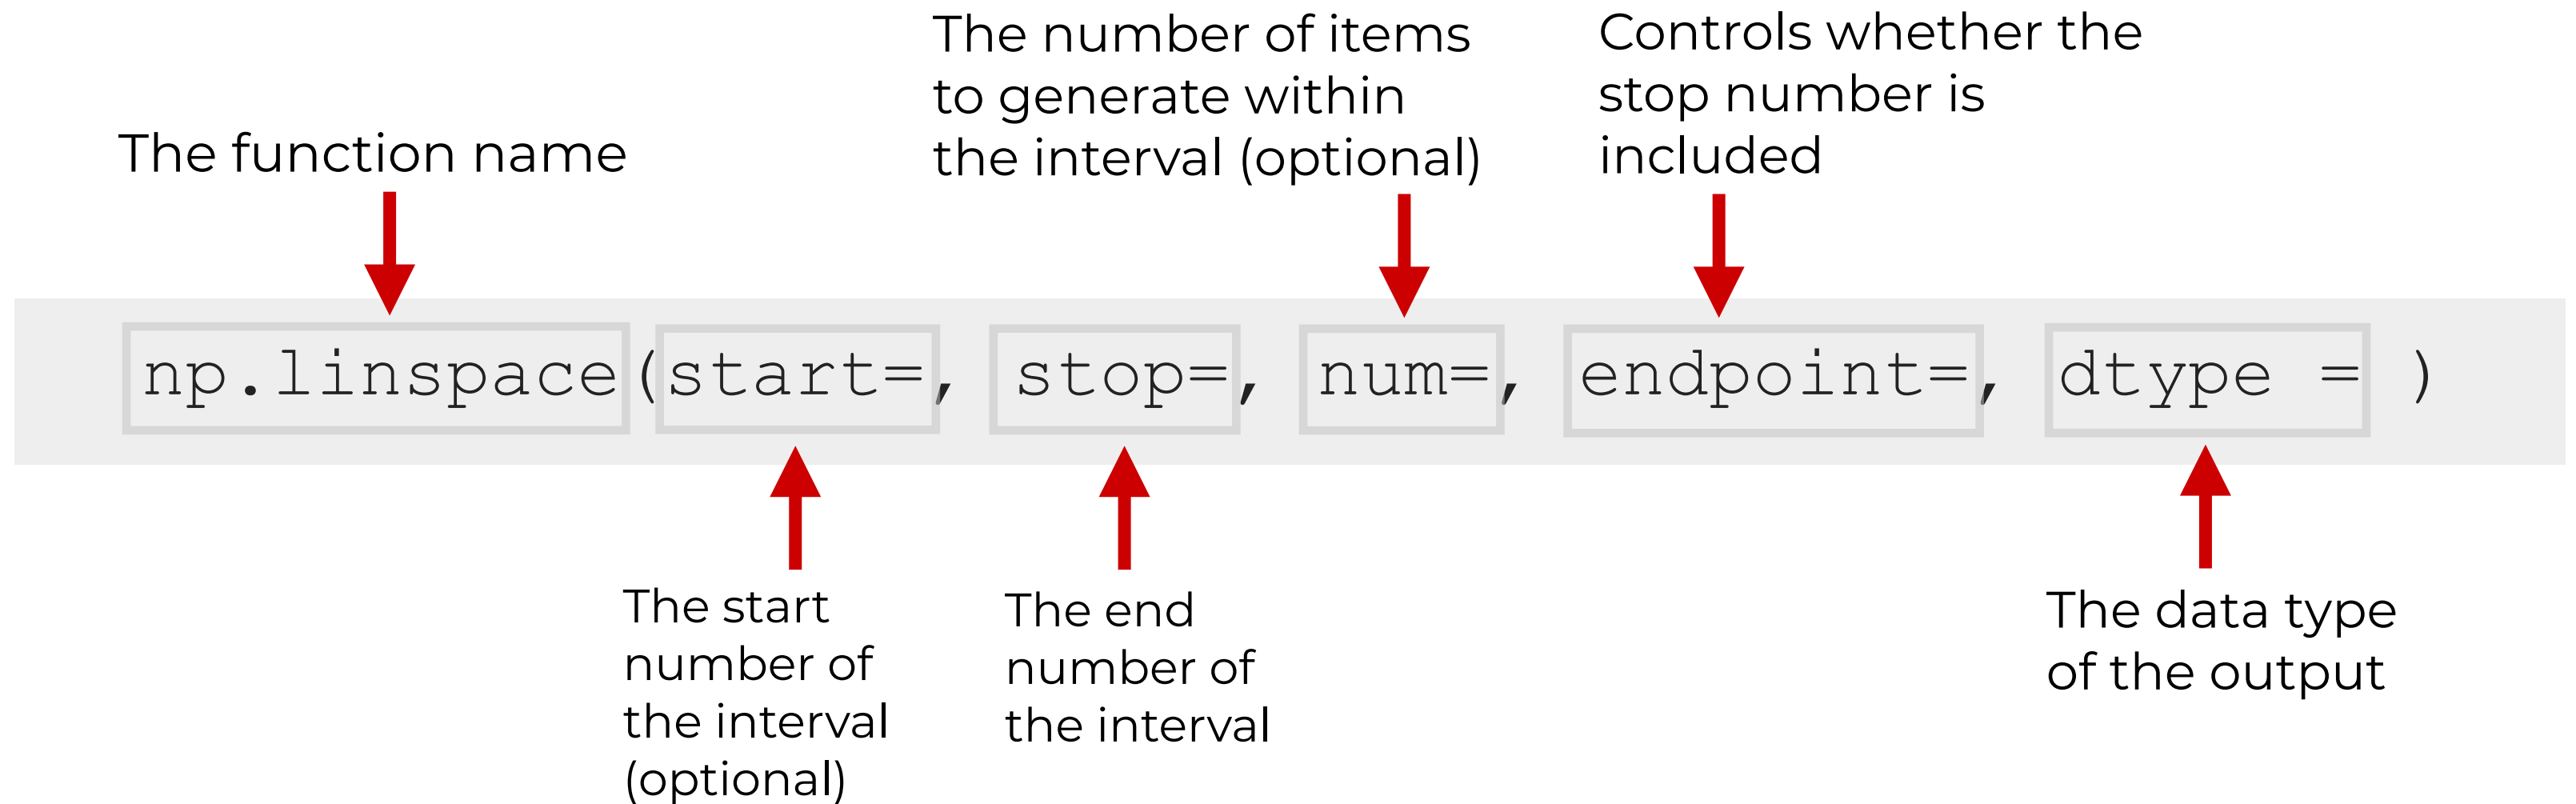 The function name
The number of items
to generate within
the interval (optional)
Controls whether the
stop number is
included
np.linspace(start=, stop=, num=, endpoint=, dtype = )
The start
number of
the interval
(optional)
The end
number of
the interval
The data type
of the output